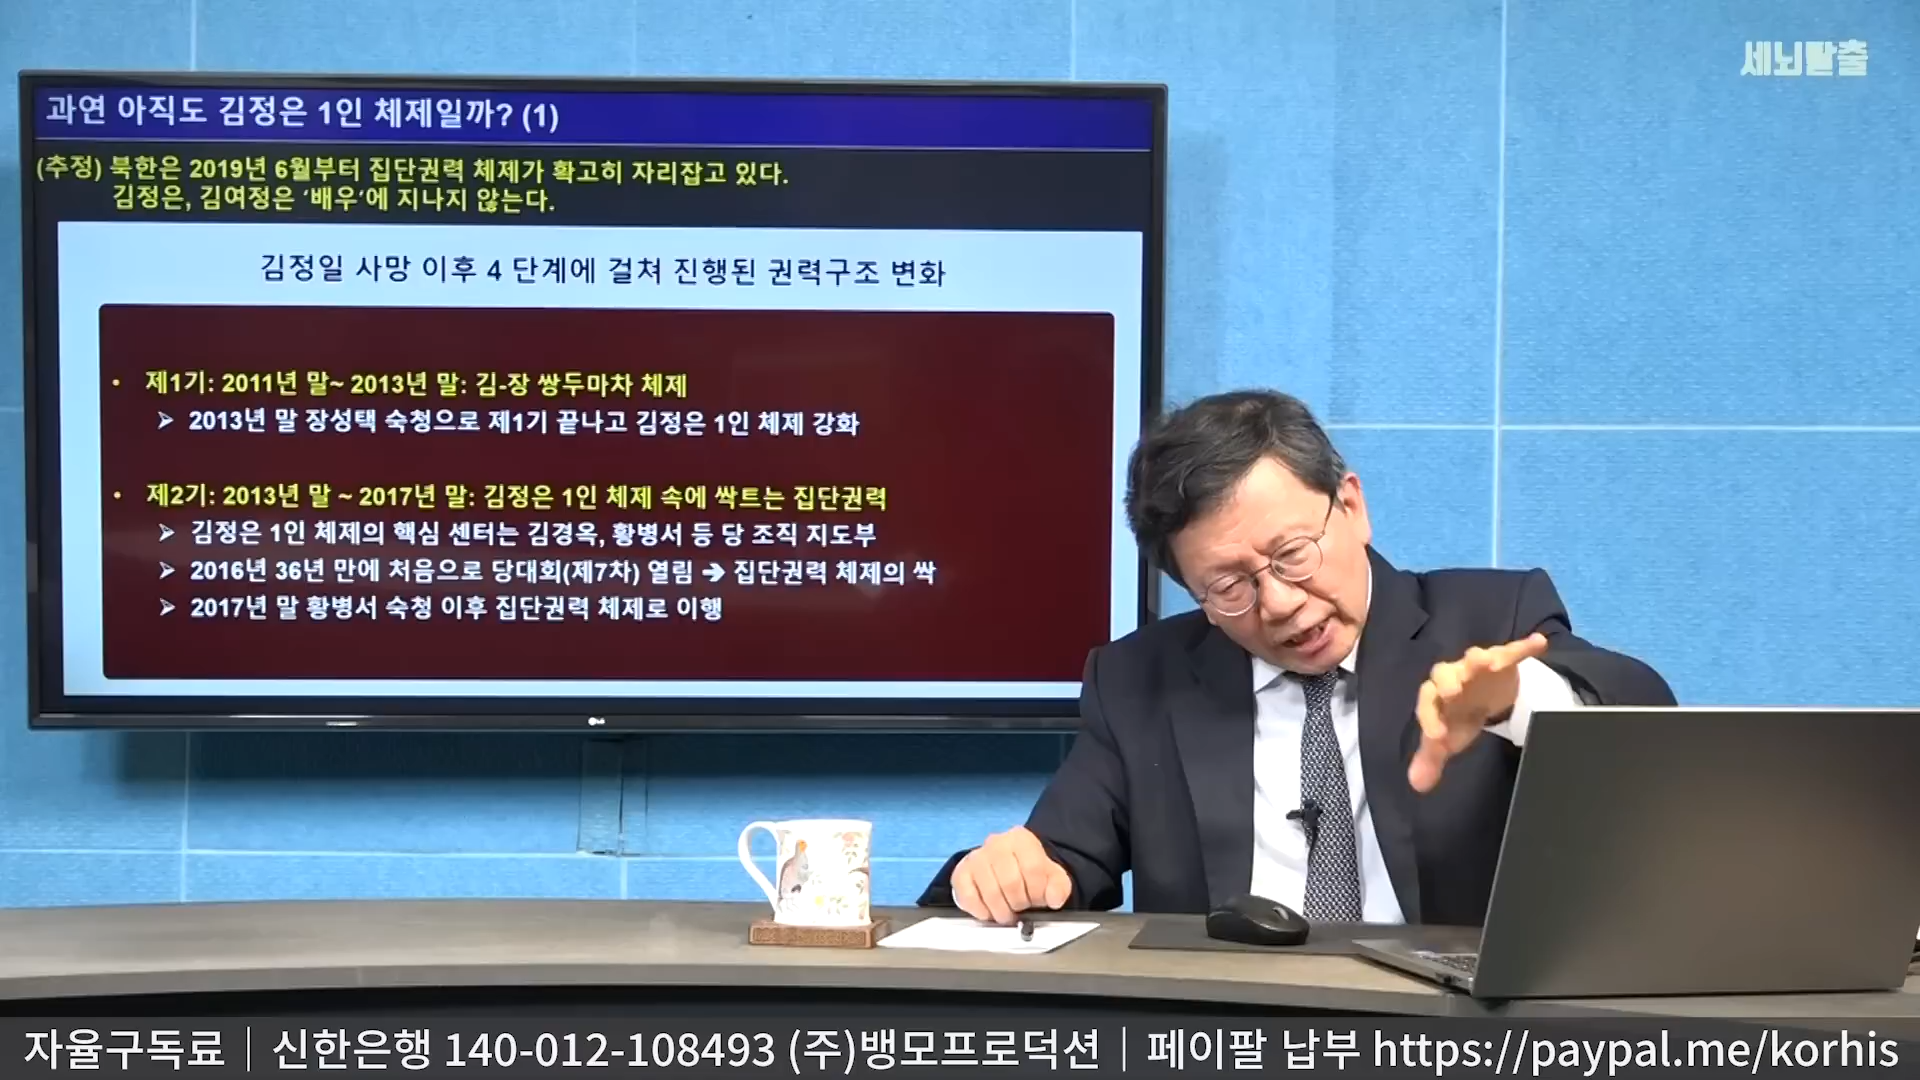 세뇌탈출
과연 아직도 김정은 1인 체제일까? (1)
(추정) 북한은 2019년 6월부터 집단권력 체제가 확고히 자리잡고 있다.
김정은, 김여정은 ‘배우’에 지나지 않는다.
김정일 사망 이후 4 단계에 걸쳐 진행된 권력구조 변화
• 제1기: 2011년 말~ 2013년 말: 김-장 쌍두마차 체제
➢ 2013년 말 장성택 숙청으로 제1기 끝나고 김정은 1인 체제 강화
• 제2기: 2013년 말 ~ 2017년 말: 김정은 1인 체제 속에 싹트는 집단권력
➢ 김정은 1인 체제의 핵심 센터는 김경옥, 황병서 등 당 조직 지도부
➢ 2016년 36년 만에 처음으로 당대회(제7차) 열림 ➔ 집단권력 체제의 싹
➢ 2017년 말 황병서 숙청 이후 집단권력 체제로 이행
LG
자율구독료│신한은행 140-012-108493 (주)뱅모프로덕션│페이팔 납부 https://paypal.me/korhis